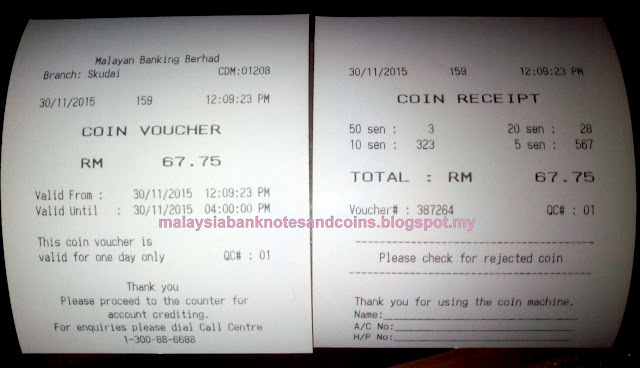 Malayan Banking Berhad
Branch: Skudai CDM:01208
30/11/2015 159 12:09:23 PM
COIN VOUCHER
RM 67.75
Valid From : 30/11/2015 12:09:23 PM
Valid Until : 30/11/2015 04:00:00 PM
This coin voucher is
valid for one day only QC# : 01
Thank you
Please proceed to the counter for
account crediting.
For enquiries please dial Call Centre
1-300-88-6688
30/11/2015 159 12:09:23 PM
COIN RECEIPT
50 sen : 3 20 sen : 28
10 sen : 323 5 sen : 567
TOTAL : RM 67.75
Voucher# : 387264 QC# : 01
Please check for rejected coin
Thank you for using the coin machine.
Name:
A/C No:
H/P No:
malaysiabanknotesandcoins.blogspot.my